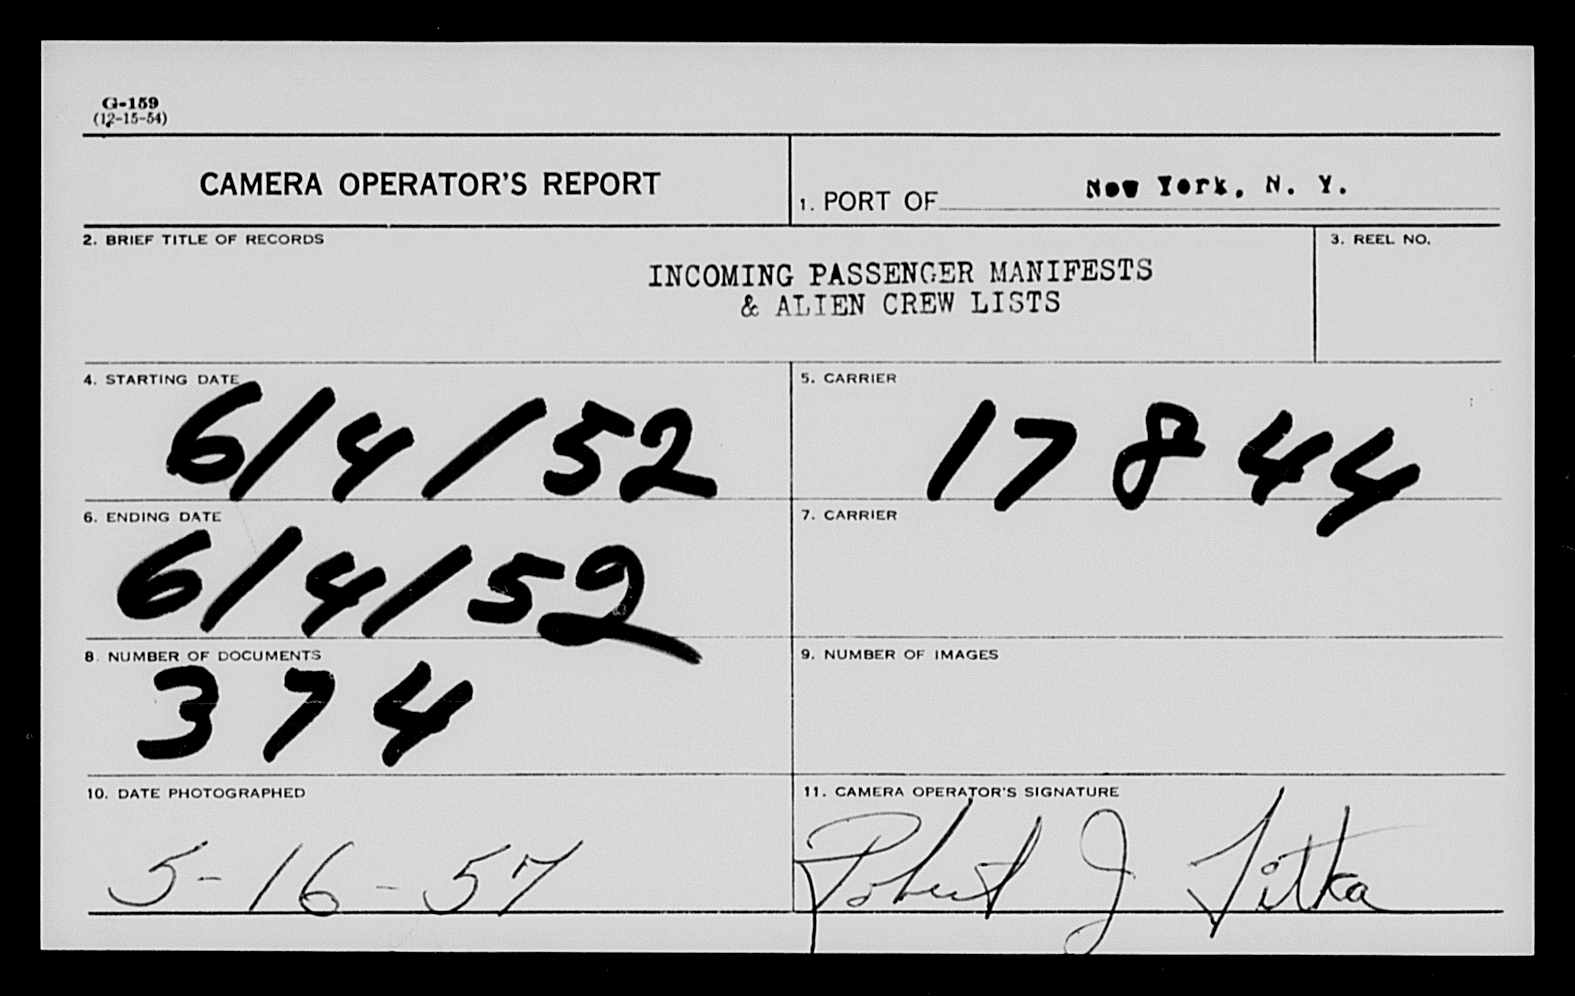 G-159
(12-15-54)
CAMERA OPERATOR'S REPORT
1. PORT OF New York, N. Y.
2. BRIEF TITLE OF RECORDS
INCOMING PASSENGER MANIFESTS
& ALIEN CREW LISTS
3. REEL NO.
4. STARTING DATE
6/4/52
5. CARRIER
17844
6. ENDING DATE
6/4/52
7. CARRIER
8. NUMBER OF DOCUMENTS
374
9. NUMBER OF IMAGES
10. DATE PHOTOGRAPHED
5-16-57
11. CAMERA OPERATOR'S SIGNATURE
Robert J Fitka